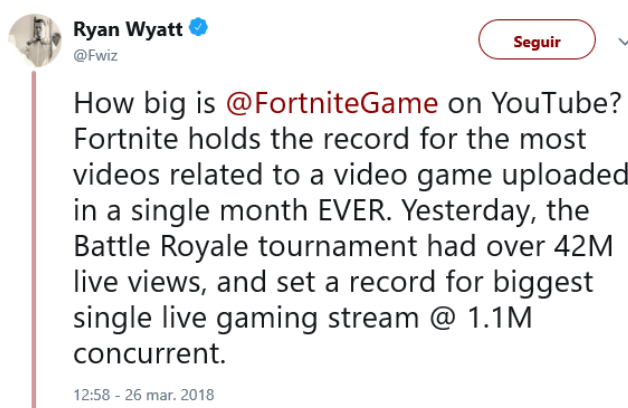 Ryan Wyatt
@Fwiz
Seguir
How big is @FortniteGame on YouTube?
Fortnite holds the record for the most
videos related to a video game uploaded
in a single month EVER. Yesterday, the
Battle Royale tournament had over 42M
live views, and set a record for biggest
single live gaming stream @ 1.1M
concurrent.
12:58 - 26 mar. 2018